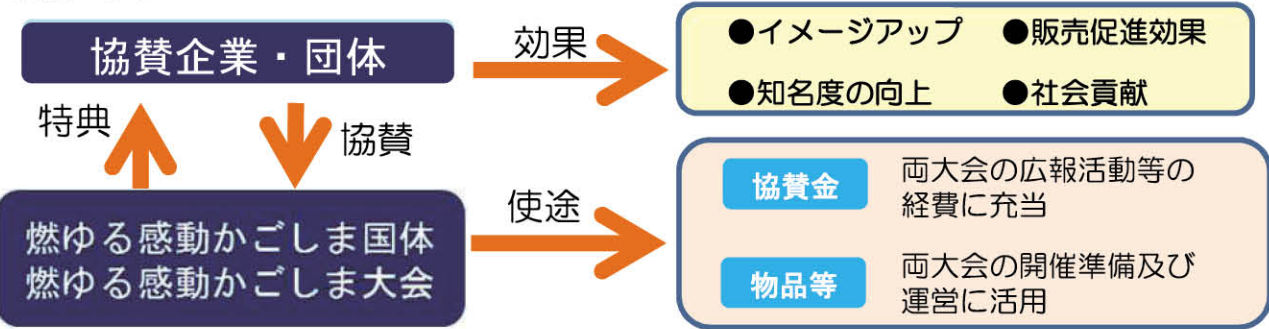 協賛企業・団体
効果
●イメージアップ ●販売促進効果
●知名度の向上 ●社会貢献
特典
協賛
燃ゆる感動かごしま国体
燃ゆる感動かごしま大会
使途
協賛金
両大会の広報活動等の
経費に充当
物品等
両大会の開催準備及び
運営に活用